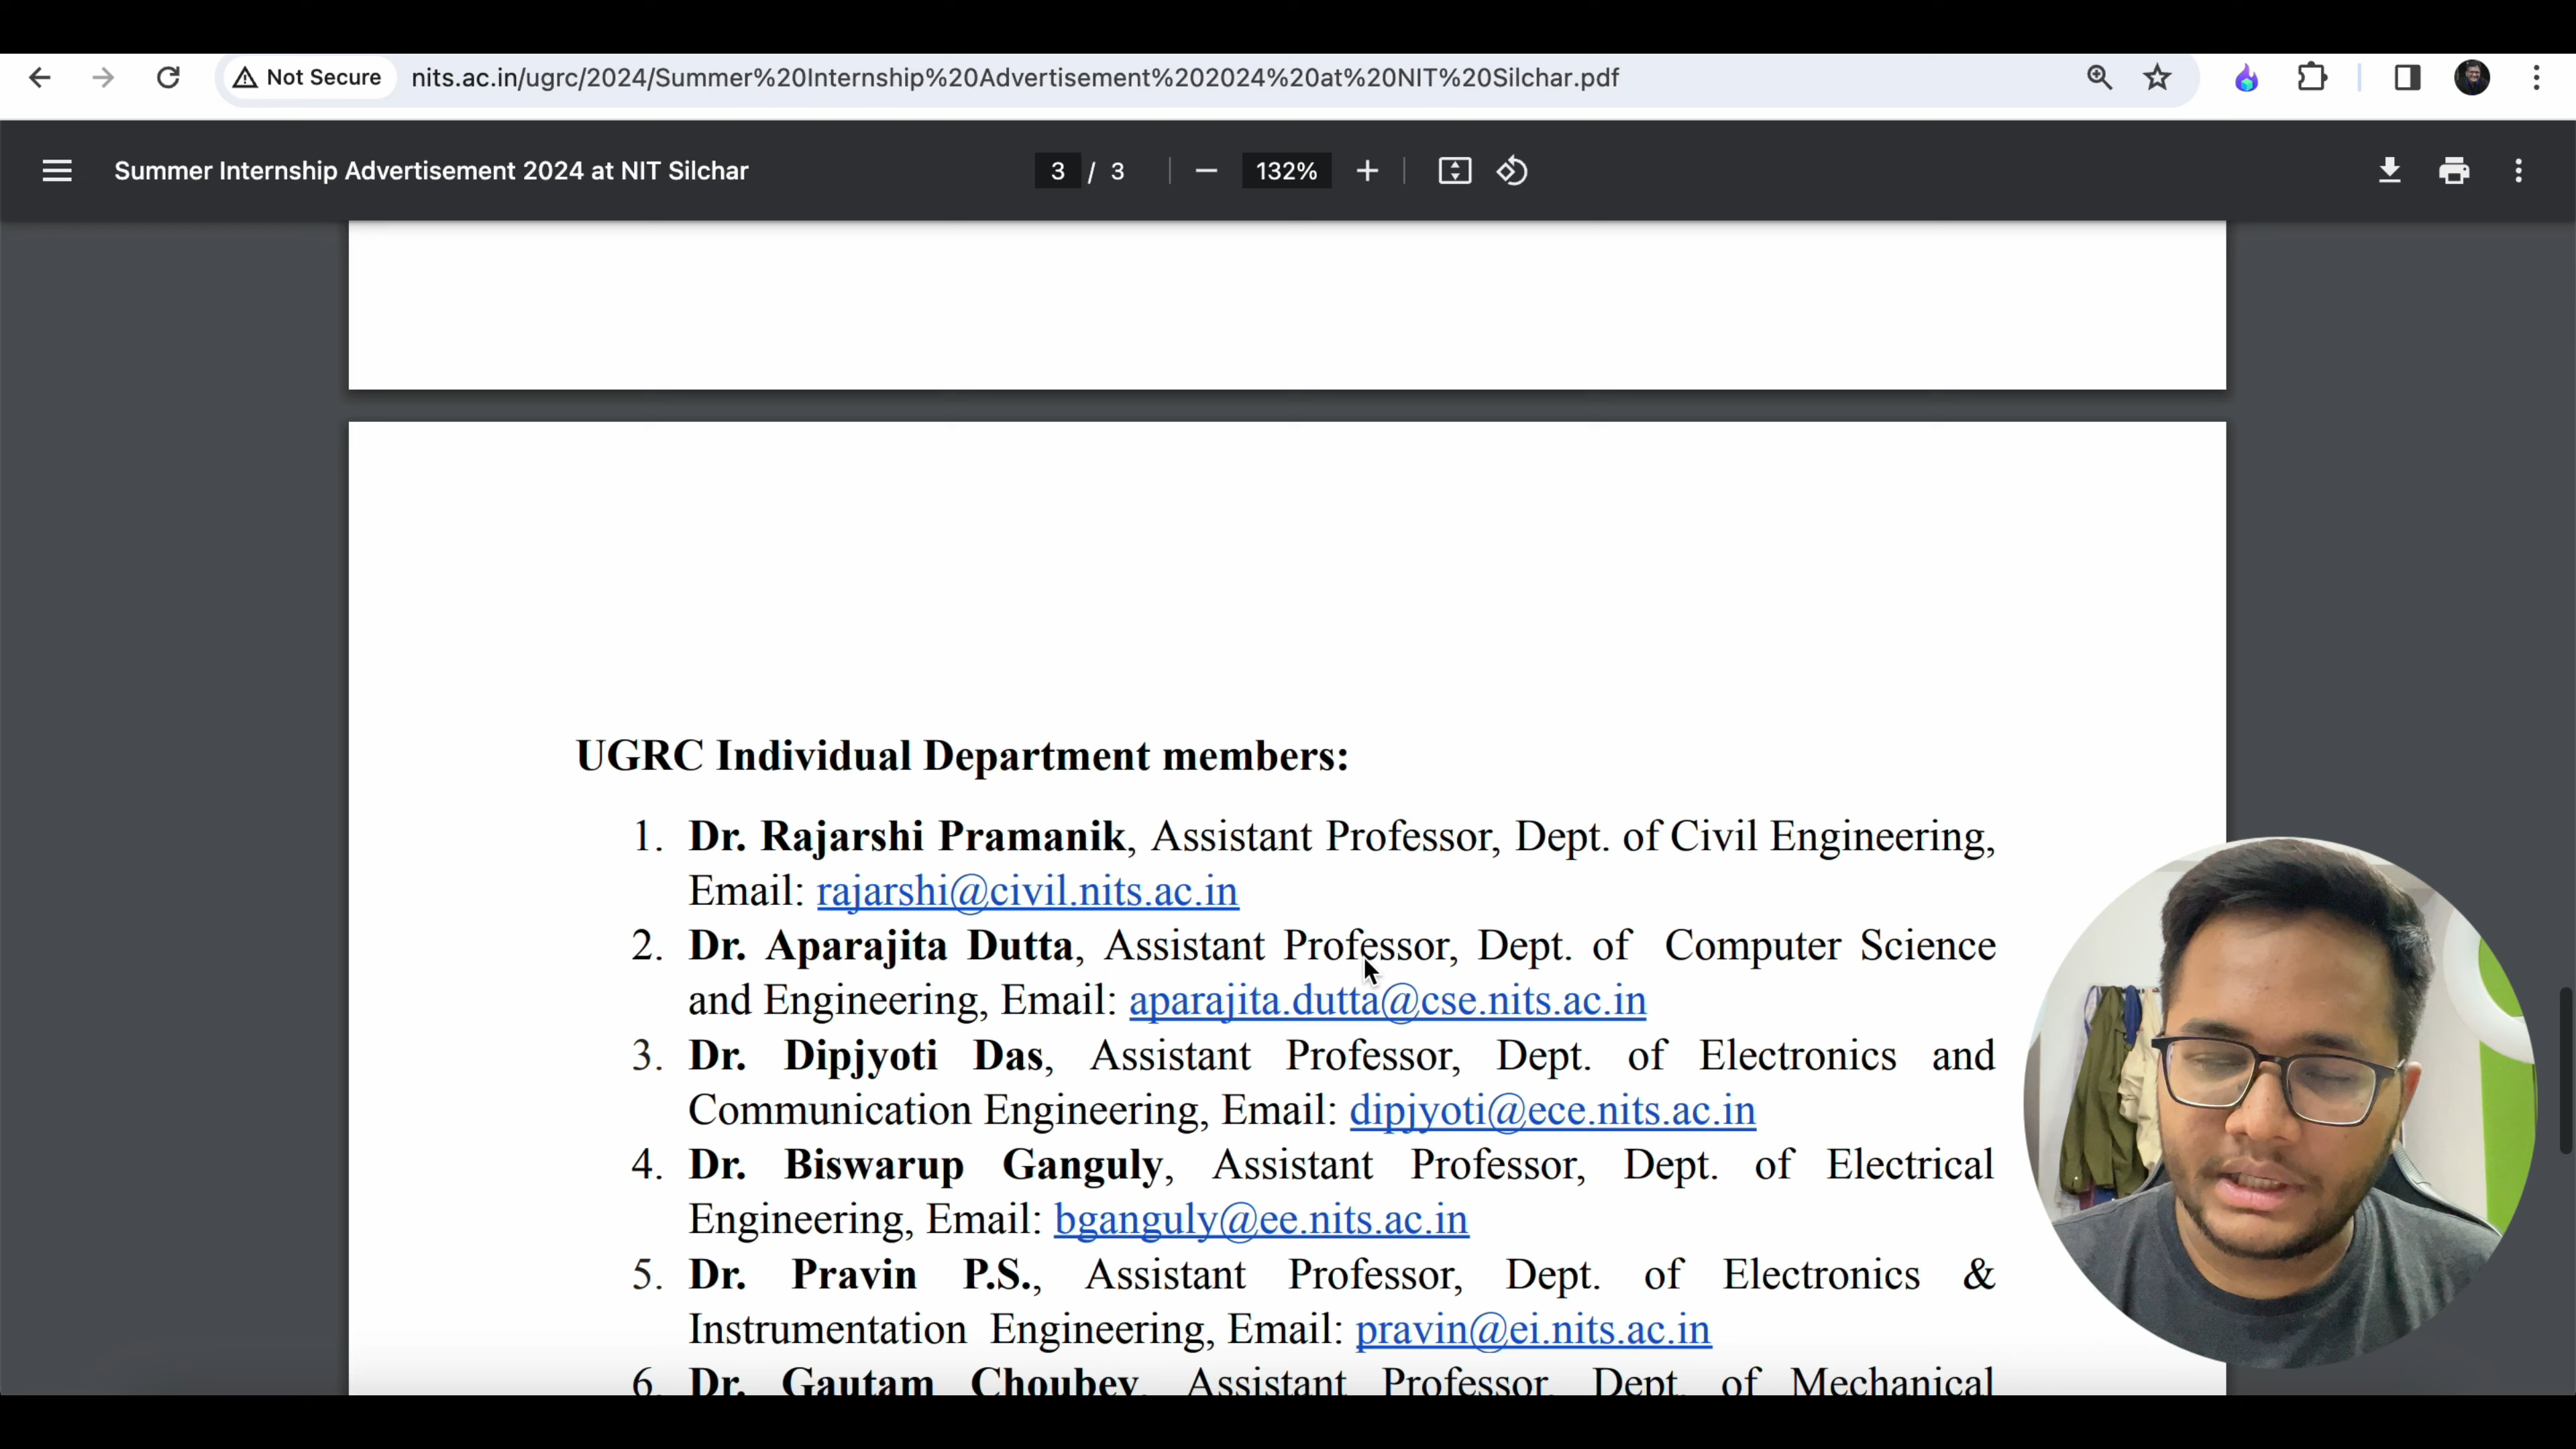 Not Secure nits.ac.in/ugrc/2024/Summer%20Internship%20Advertisement%202024%20at%20NIT%20Silchar.pdf
Summer Internship Advertisement 2024 at NIT Silchar 3 / 3 132%
UGRC Individual Department members:
1. Dr. Rajarshi Pramanik, Assistant Professor, Dept. of Civil Engineering,
Email: rajarshi@civil.nits.ac.in
2. Dr. Aparajita Dutta, Assistant Professor, Dept. of Computer Science
and Engineering, Email: aparajita.dutta@cse.nits.ac.in
3. Dr. Dipjyoti Das, Assistant Professor, Dept. of Electronics and
Communication Engineering, Email: dipjyoti@ece.nits.ac.in
4. Dr. Biswarup Ganguly, Assistant Professor, Dept. of Electrical
Engineering, Email: bganguly@ee.nits.ac.in
5. Dr. Pravin P.S., Assistant Professor, Dept. of Electronics &
Instrumentation Engineering, Email: pravin@ei.nits.ac.in
6. Dr. Gautam Choubey, Assistant Professor, Dept. of Mechanical